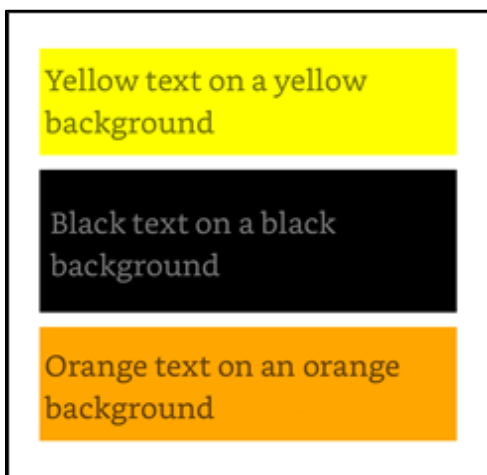 Yellow text on a yellow
background
Black text on a black
background
Orange text on an orange
background